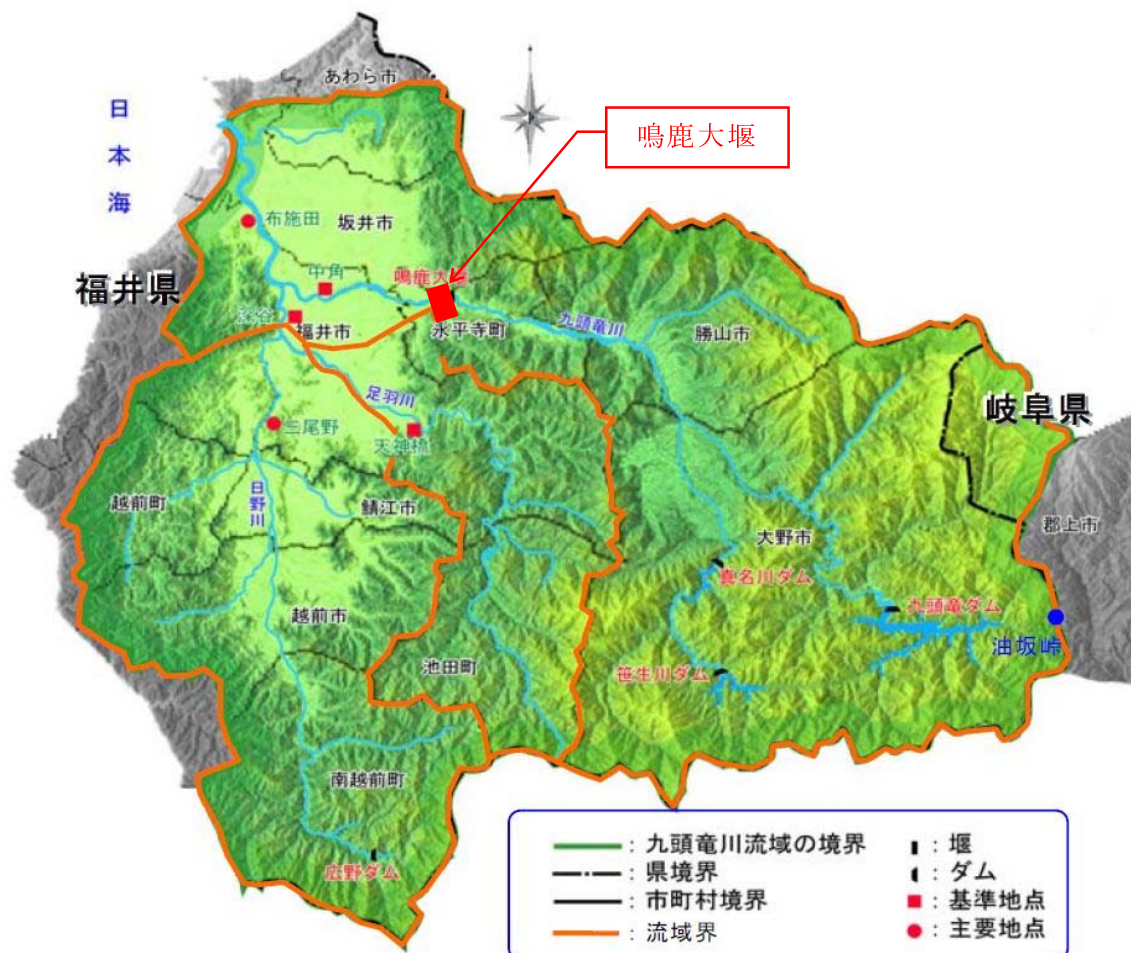 あわら市
日本海
鳴鹿大堰
布施田
坂井市
福井県
中角
鳴鹿大堰
深谷
福井市
永平寺町
九頭竜川
勝山市
岐阜県
足羽川
三尾野
天神橋
越前町
日野川
鯖江市
大野市
郡上市
真名川ダム
九頭竜ダム
越前市
油坂峠
池田町
笹生川ダム
南越前町
広野ダム
：九頭竜川流域の境界
：県境界
：市町村境界
：流域界
：堰
：ダム
：基準地点
：主要地点